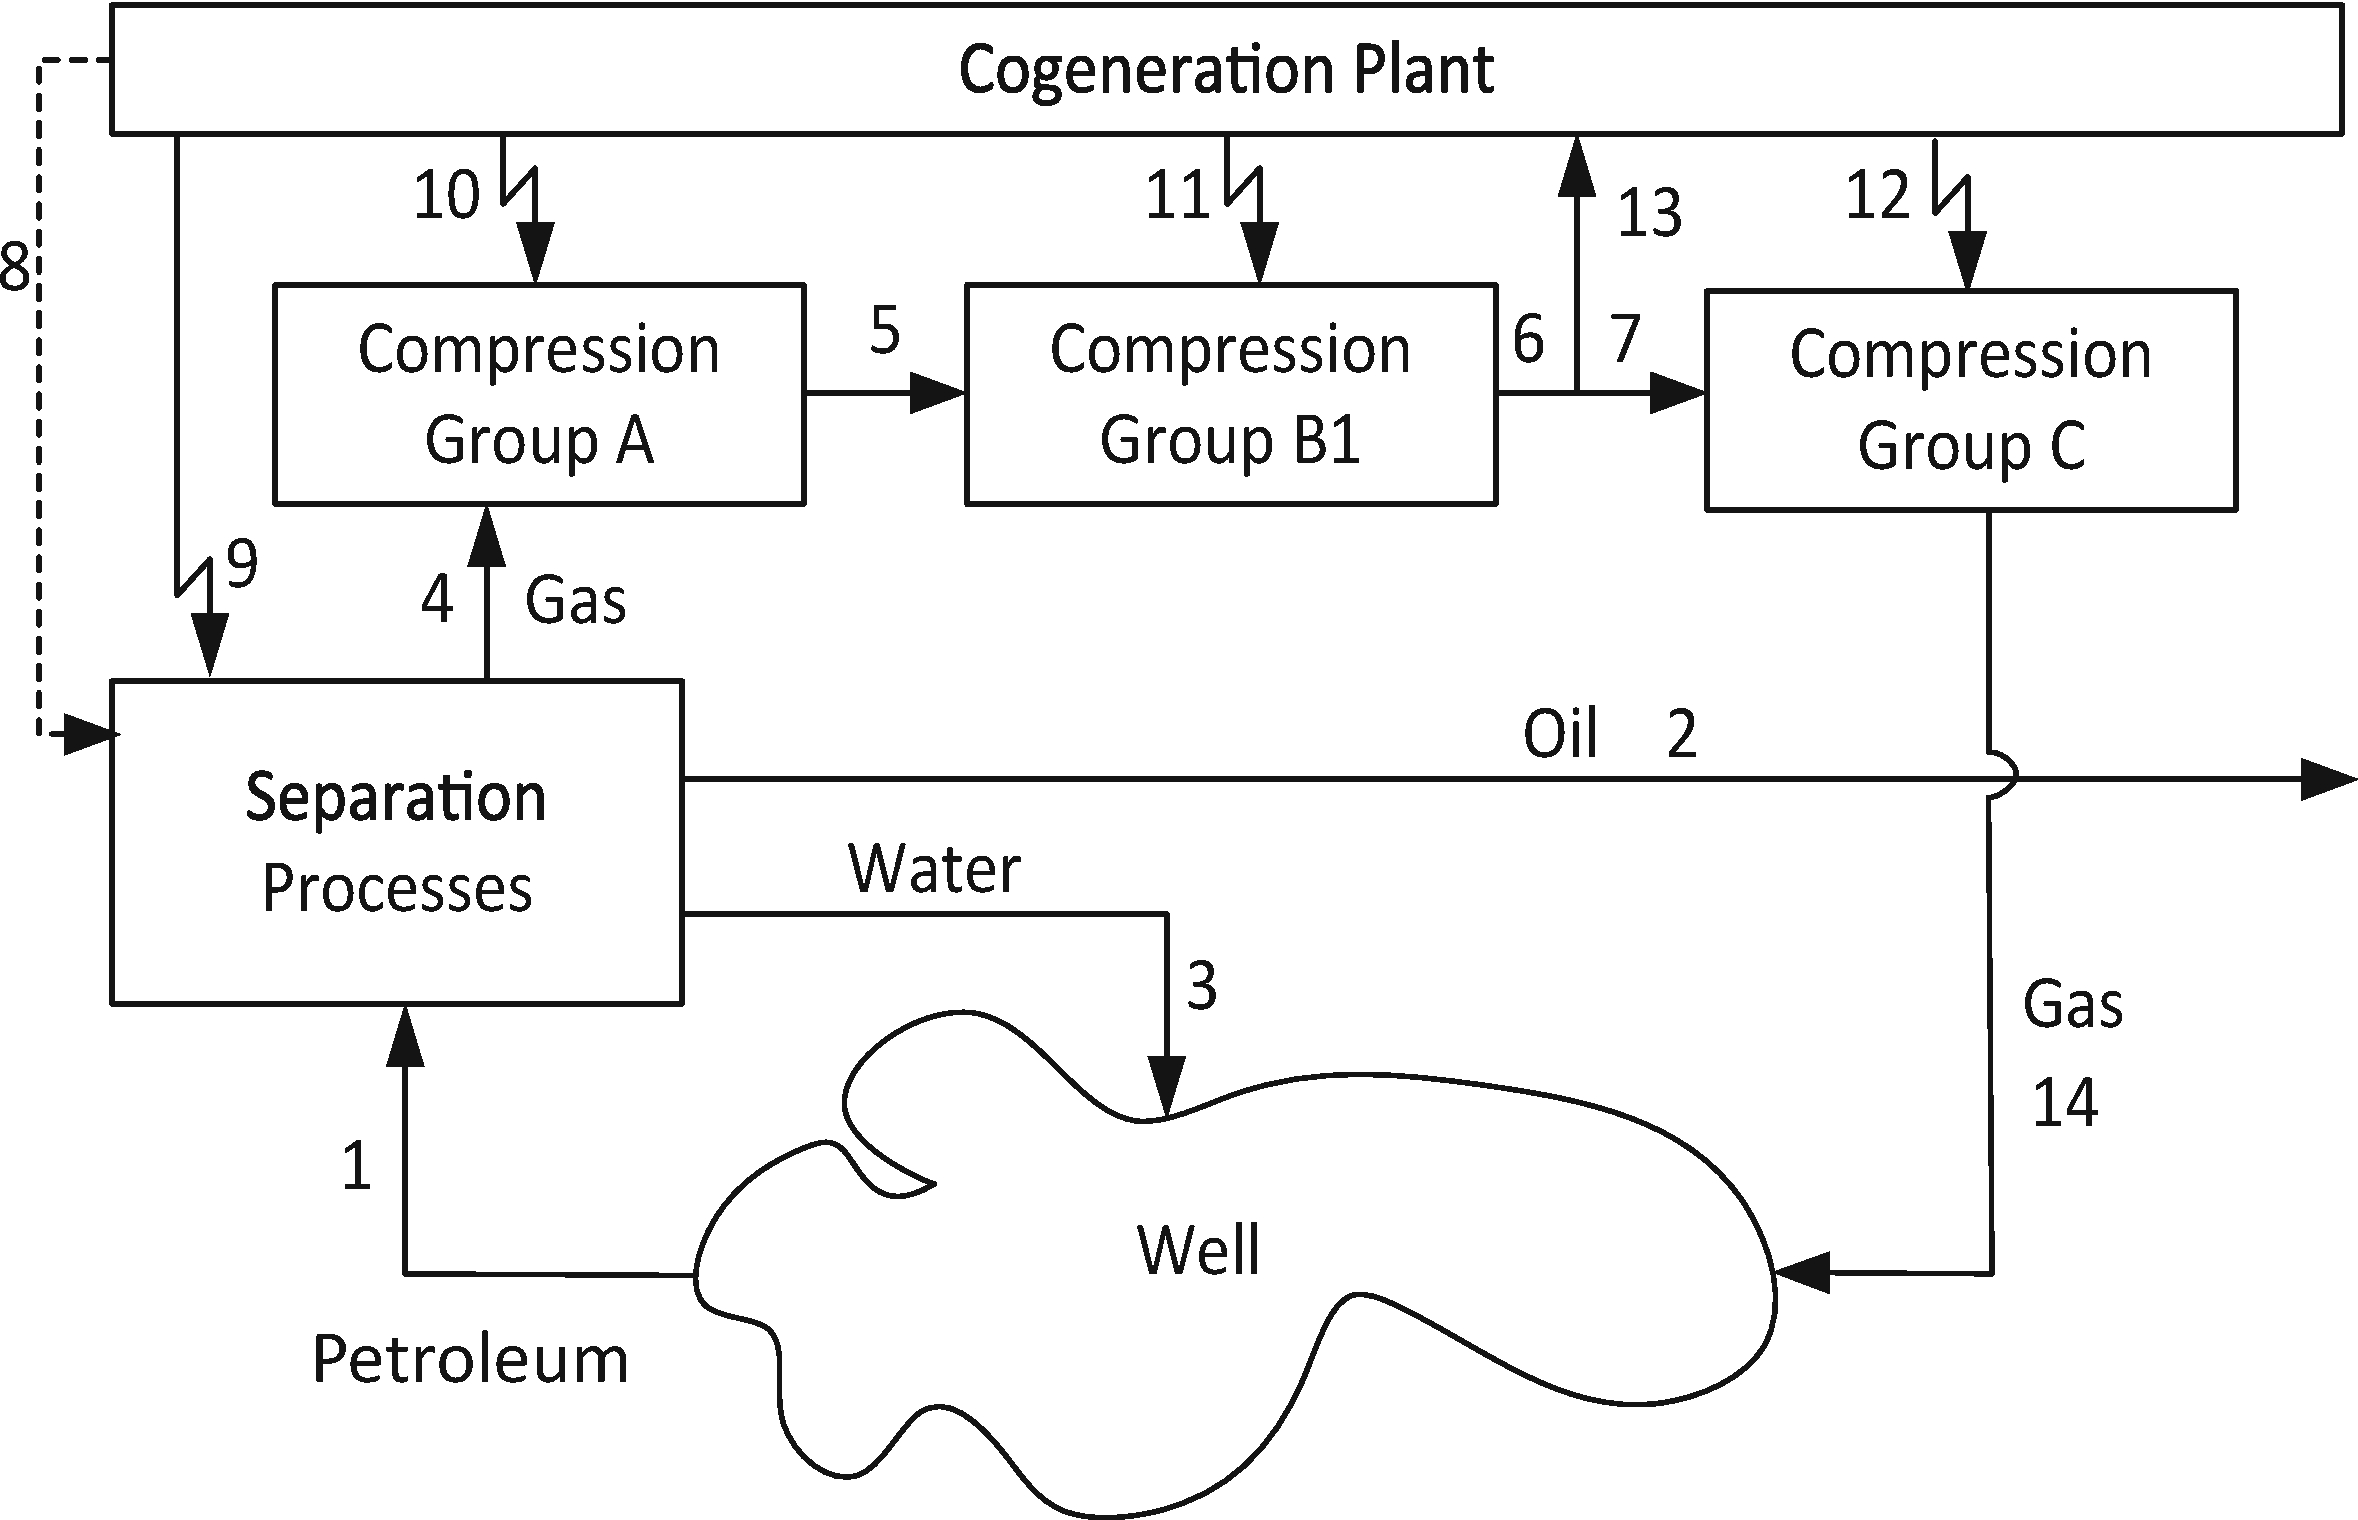 Cogeneration Plant
10
11
13
12
8
Compression
Group A
5
Compression
Group B1
6
7
Compression
Group C
9
4
Gas
Oil
2
Separation
Processes
Water
3
Gas
14
1
Well
Petroleum